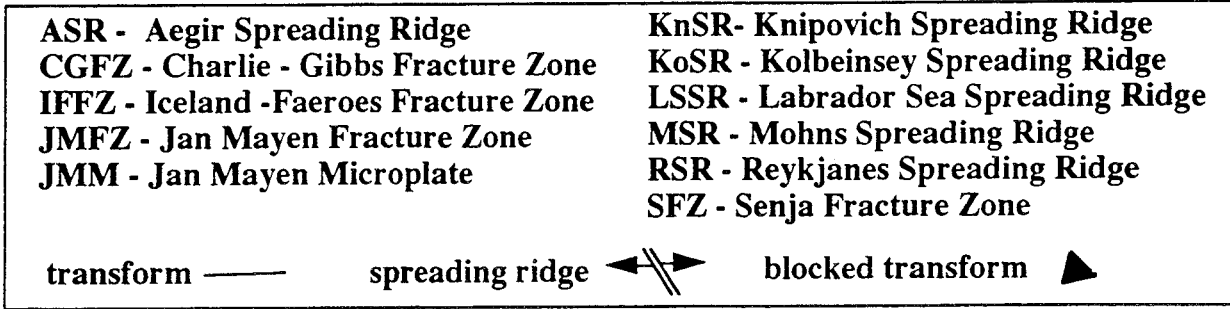 ASR - Aegir Spreading Ridge
CGFZ - Charlie - Gibbs Fracture Zone
IFFZ - Iceland -Faeroes Fracture Zone
JMFZ - Jan Mayen Fracture Zone
JMM - Jan Mayen Microplate
KnSR- Knipovich Spreading Ridge
KoSR - Kolbeinsey Spreading Ridge
LSSR - Labrador Sea Spreading Ridge
MSR - Mohns Spreading Ridge
RSR - Reykjanes Spreading Ridge
SFZ - Senja Fracture Zone
transform spreading ridge blocked transform